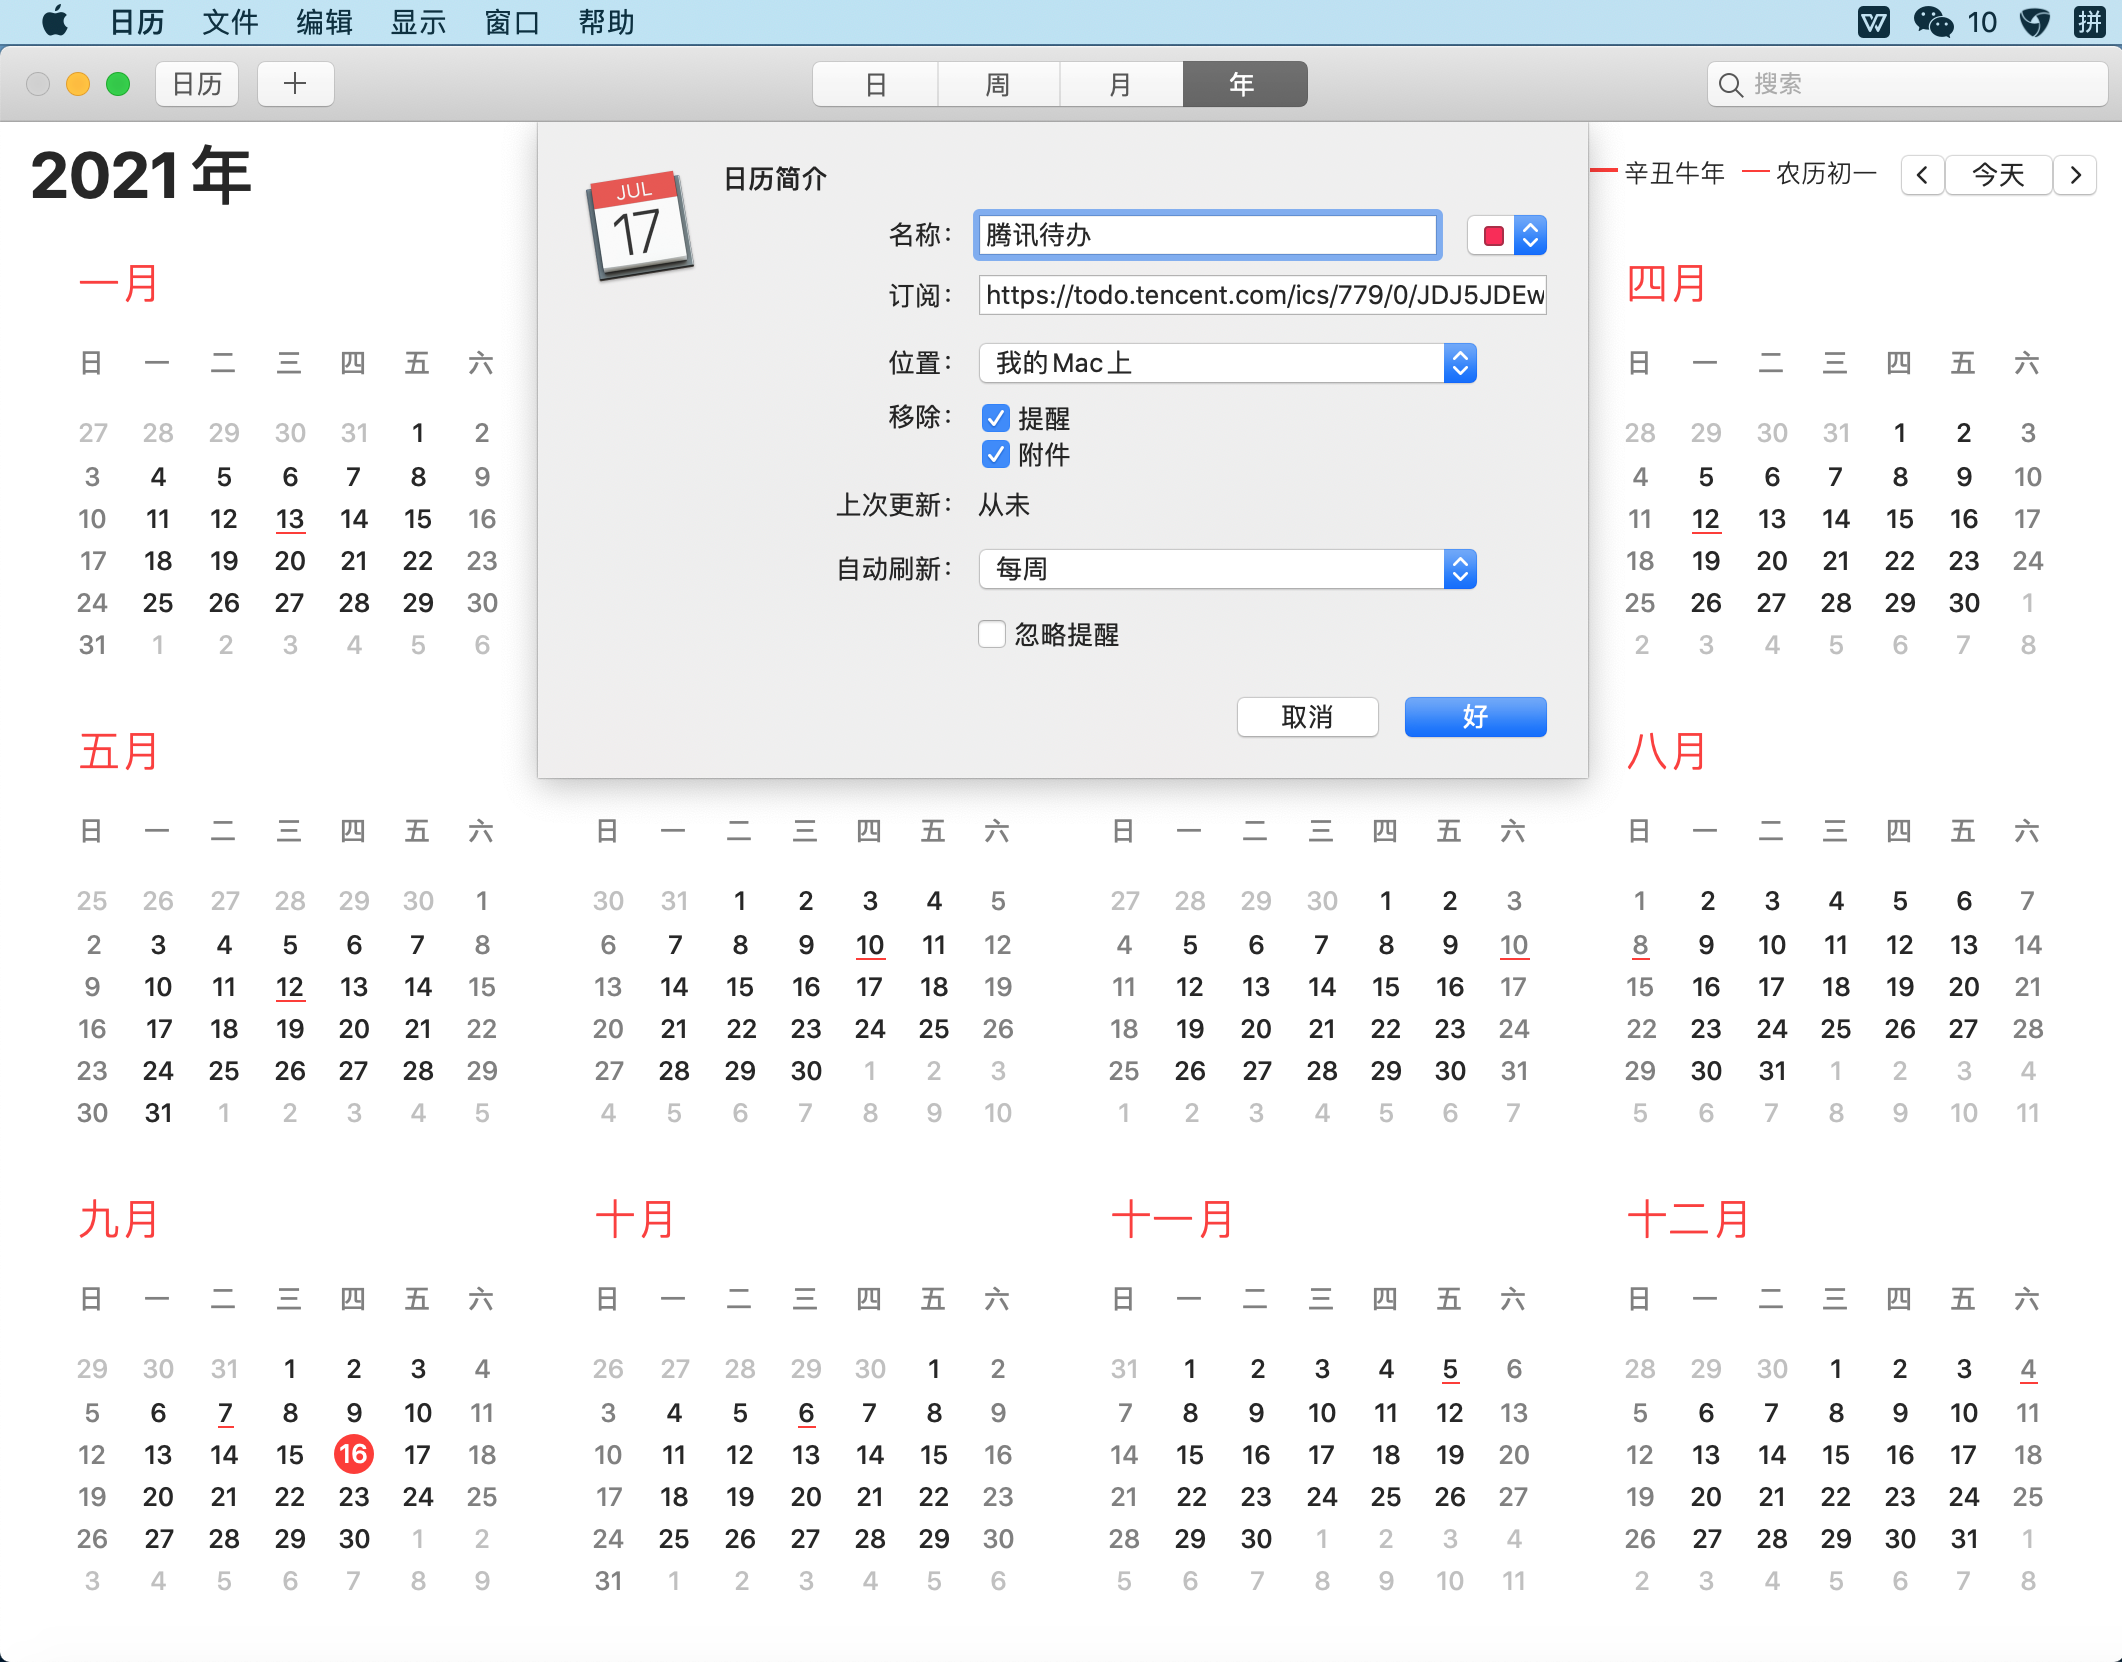 日历 文件 编辑 显示 窗口 帮助 10 拼
日历 + 日 周 月 年 搜索
2021年
辛丑牛年 农历初一 < 今天 >
JUL
17
日历简介
名称： 腾讯待办
订阅： https://todo.tencent.com/ics/779/0/JDJ5JDEw
位置： 我的Mac上
移除： 提醒
附件
上次更新： 从未
自动刷新： 每周
忽略提醒
取消 好
一月
日 一 二 三 四 五 六
27 28 29 30 31 1 2
3 4 5 6 7 8 9
10 11 12 13 14 15 16
17 18 19 20 21 22 23
24 25 26 27 28 29 30
31 1 2 3 4 5 6
四月
日 一 二 三 四 五 六
28 29 30 31 1 2 3
4 5 6 7 8 9 10
11 12 13 14 15 16 17
18 19 20 21 22 23 24
25 26 27 28 29 30 1
2 3 4 5 6 7 8
五月
日 一 二 三 四 五 六
25 26 27 28 29 30 1
2 3 4 5 6 7 8
9 10 11 12 13 14 15
16 17 18 19 20 21 22
23 24 25 26 27 28 29
30 31 1 2 3 4 5
日 一 二 三 四 五 六
30 31 1 2 3 4 5
6 7 8 9 10 11 12
13 14 15 16 17 18 19
20 21 22 23 24 25 26
27 28 29 30 1 2 3
4 5 6 7 8 9 10
日 一 二 三 四 五 六
27 28 29 30 1 2 3
4 5 6 7 8 9 10
11 12 13 14 15 16 17
18 19 20 21 22 23 24
25 26 27 28 29 30 31
1 2 3 4 5 6 7
八月
日 一 二 三 四 五 六
1 2 3 4 5 6 7
8 9 10 11 12 13 14
15 16 17 18 19 20 21
22 23 24 25 26 27 28
29 30 31 1 2 3 4
5 6 7 8 9 10 11
九月
日 一 二 三 四 五 六
29 30 31 1 2 3 4
5 6 7 8 9 10 11
12 13 14 15 16 17 18
19 20 21 22 23 24 25
26 27 28 29 30 1 2
3 4 5 6 7 8 9
十月
日 一 二 三 四 五 六
26 27 28 29 30 1 2
3 4 5 6 7 8 9
10 11 12 13 14 15 16
17 18 19 20 21 22 23
24 25 26 27 28 29 30
31 1 2 3 4 5 6
十一月
日 一 二 三 四 五 六
31 1 2 3 4 5 6
7 8 9 10 11 12 13
14 15 16 17 18 19 20
21 22 23 24 25 26 27
28 29 30 1 2 3 4
5 6 7 8 9 10 11
十二月
日 一 二 三 四 五 六
28 29 30 1 2 3 4
5 6 7 8 9 10 11
12 13 14 15 16 17 18
19 20 21 22 23 24 25
26 27 28 29 30 31 1
2 3 4 5 6 7 8